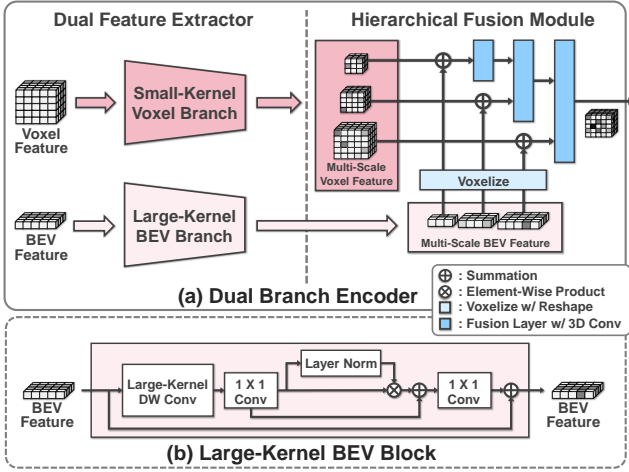 Dual Feature Extractor
Hierarchical Fusion Module
Small-Kernel
Voxel Branch
Voxel
Feature
Multi-Scale
Voxel Feature
Voxelize
Large-Kernel
BEV Branch
BEV
Feature
Multi-Scale BEV Feature
(a) Dual Branch Encoder
: Summation
: Element-Wise Product
: Voxelize w/ Reshape
: Fusion Layer w/ 3D Conv
Large-Kernel
DW Conv
1 X 1
Conv
Layer Norm
1 X 1
Conv
BEV
Feature
BEV
Feature
(b) Large-Kernel BEV Block